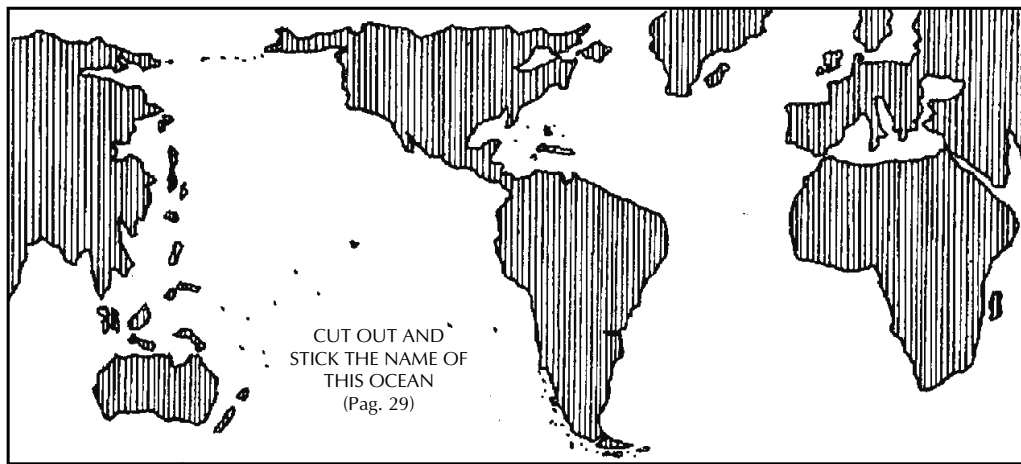 CUT OUT AND
STICK THE NAME OF
THIS OCEAN
(Pag. 29)